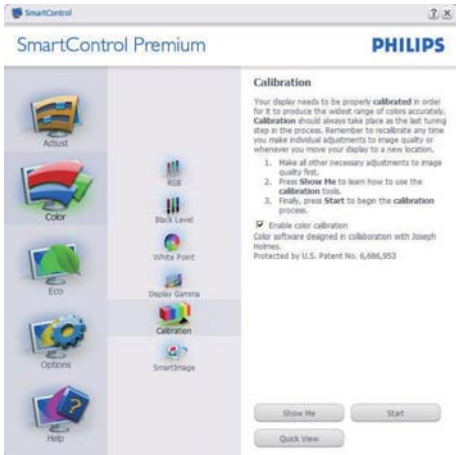 SmartControl
SmartControl Premium
PHILIPS
Adjust
Color
Eco
Options
Help
RGB
Black Level
White Point
Display Gamma
Calibration
SmartImage
Calibration
Your display needs to be properly calibrated in order
for it to produce the widest range of colors accurately.
Calibration should always take place as the last tuning
step in the process. Remember to recalibrate any time
you make individual adjustments to image quality or
whenever you move your display to a new location.
1. Make all other necessary adjustments to image
quality first.
2. Press Show Me to learn how to use the
calibration tools.
3. Finally, press Start to begin the calibration
process.
Enable color calibration
Color software designed in collaboration with Joseph
Holmes.
Protected by U.S. Patent No. 6,686,953
Show Me
Start
Quick View